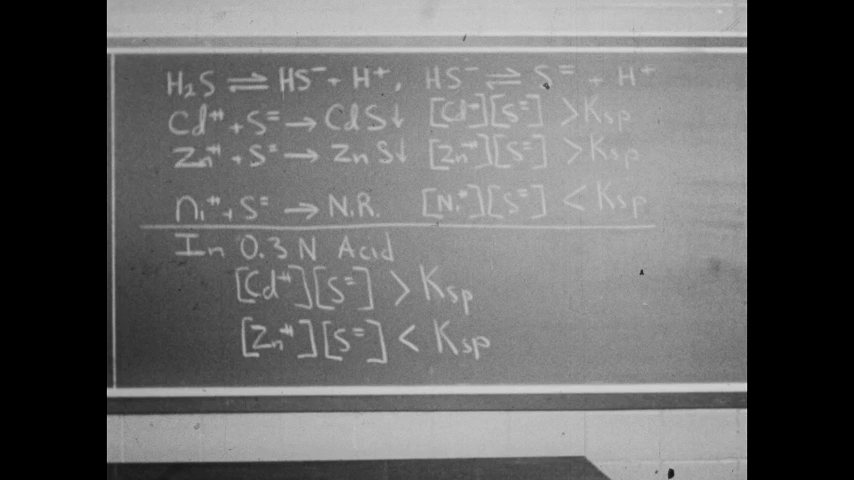 H₂S ⇌ HS⁻ + H⁺, HS⁻ ⇌ S⁼ + H⁺
Cd⁺⁺ + S⁼ → CdS↓ [Cd⁺⁺][S⁼] > Ksp
Zn⁺⁺ + S⁼ → ZnS↓ [Zn⁺⁺][S⁼] > Ksp
Ni⁺⁺ + S⁼ → N.R. [Ni⁺⁺][S⁼] < Ksp
In 0.3 N Acid
[Cd⁺⁺][S⁼] > Ksp
[Zn⁺⁺][S⁼] < Ksp